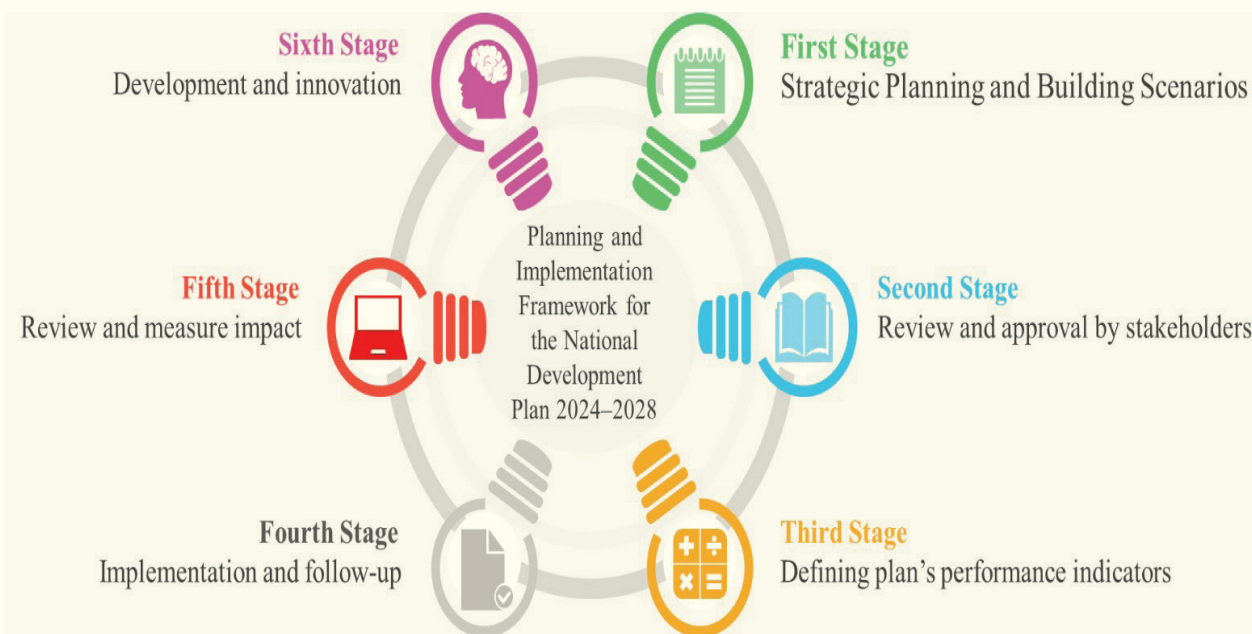 Sixth Stage
Development and innovation
First Stage
Strategic Planning and Building Scenarios
Planning and
Implementation
Framework for
the National
Development
Plan 2024–2028
Fifth Stage
Review and measure impact
Second Stage
Review and approval by stakeholders
Fourth Stage
Implementation and follow-up
Third Stage
Defining plan’s performance indicators